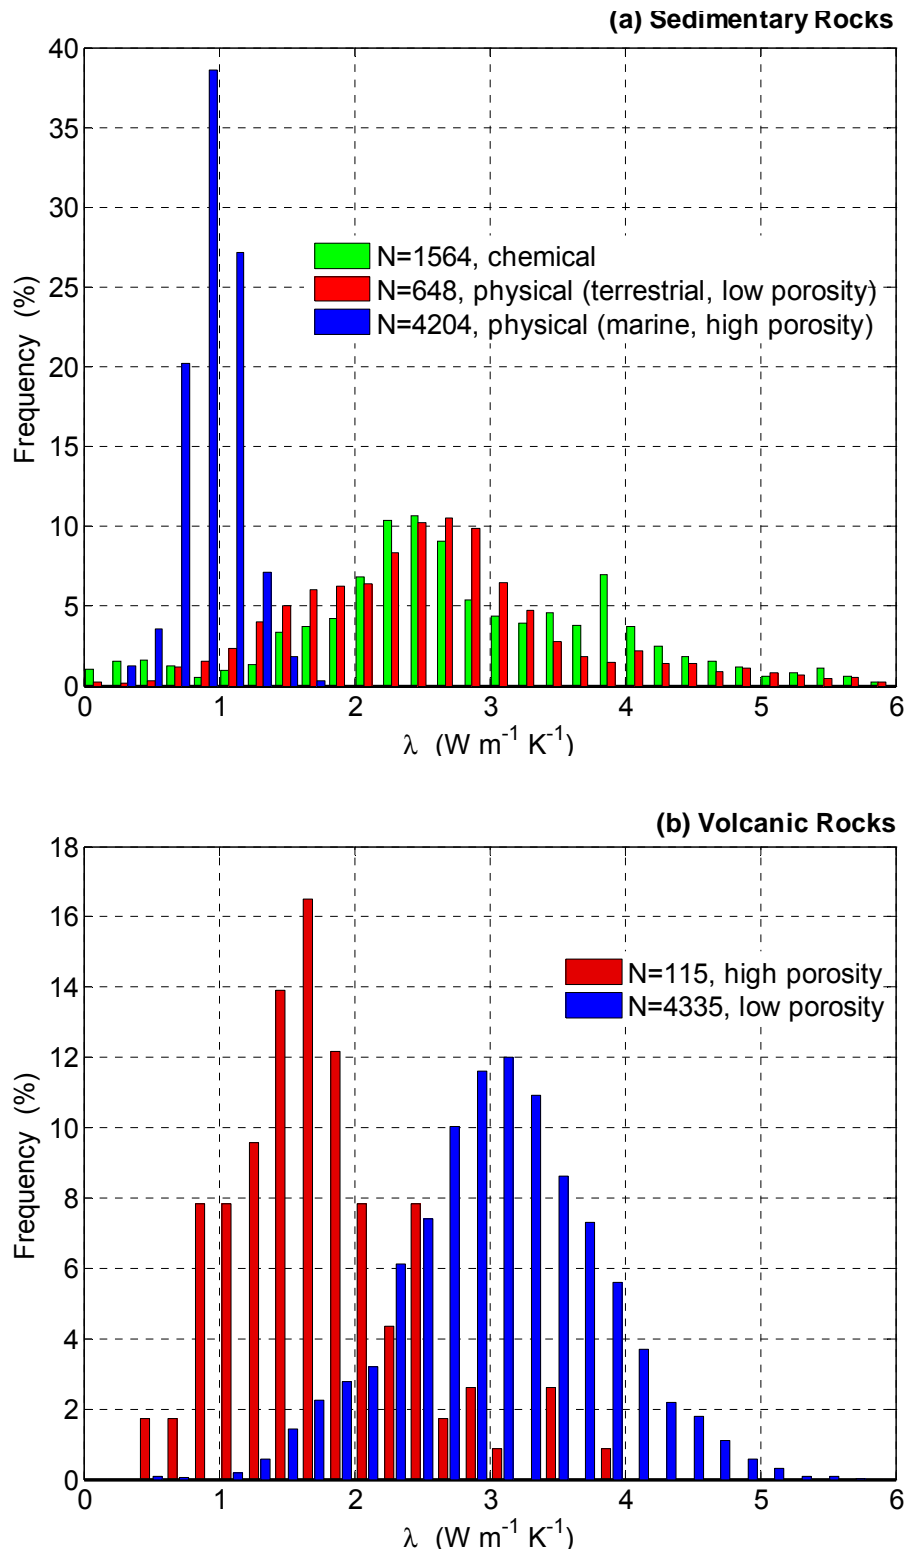 (a) Sedimentary Rocks
40
35
30
25
20
15
10
5
0
Frequency (%)
N=1564, chemical
N=648, physical (terrestrial, low porosity)
N=4204, physical (marine, high porosity)
0 1 2 3 4 5 6
λ (W m⁻¹ K⁻¹)
(b) Volcanic Rocks
18
16
14
12
10
8
6
4
2
0
Frequency (%)
N=115, high porosity
N=4335, low porosity
0 1 2 3 4 5 6
λ (W m⁻¹ K⁻¹)